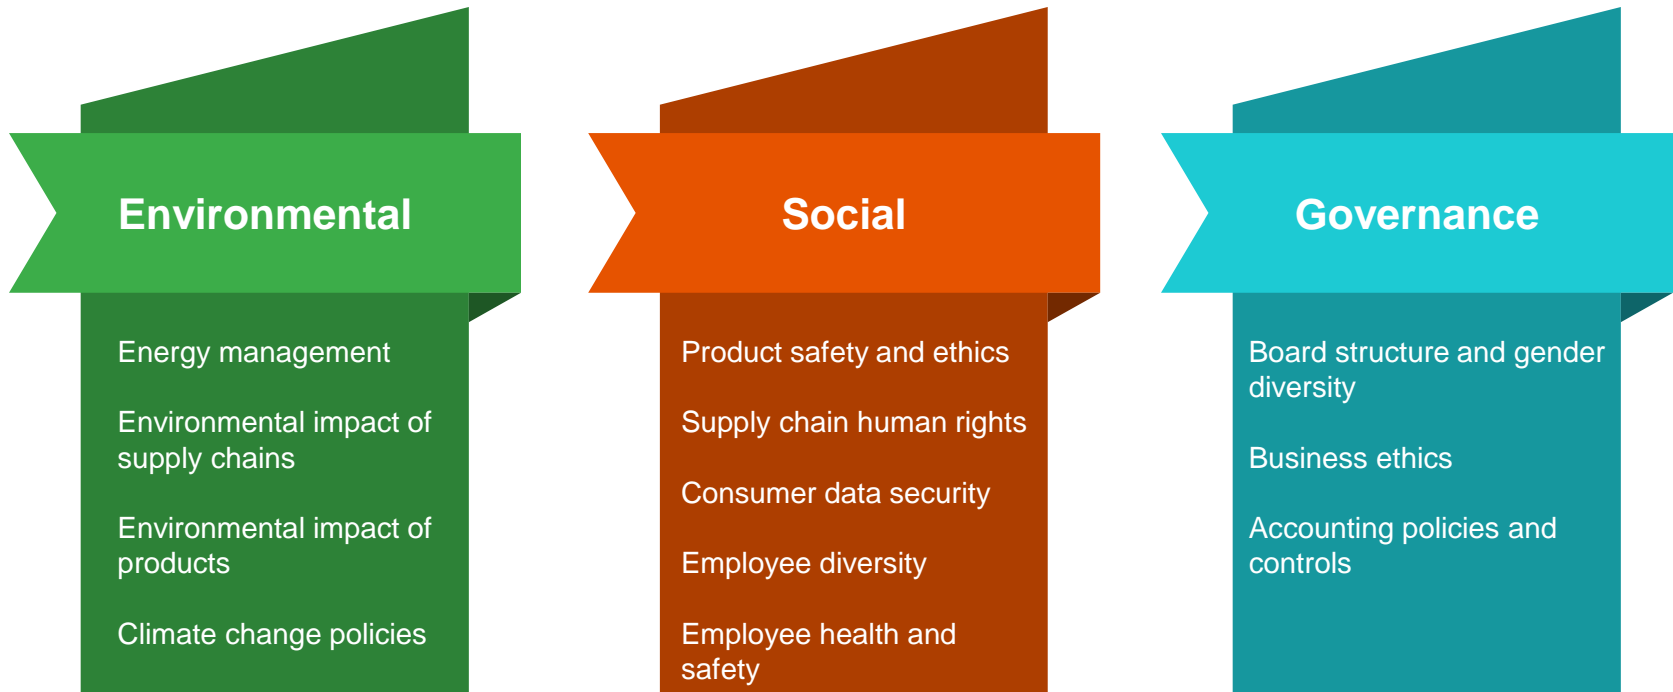 Environmental
Energy management
Environmental impact of
supply chains
Environmental impact of
products
Climate change policies
Social
Product safety and ethics
Supply chain human rights
Consumer data security
Employee diversity
Employee health and
safety
Governance
Board structure and gender
diversity
Business ethics
Accounting policies and
controls